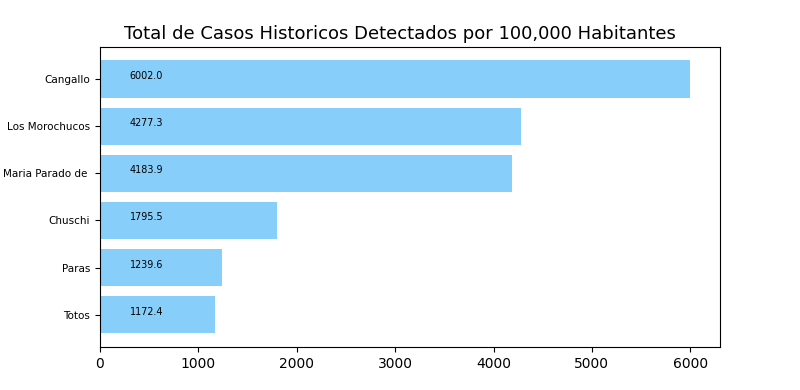 Total de Casos Historicos Detectados por 100,000 Habitantes
Cangallo 6002.0
Los Morochucos 4277.3
Maria Parado de 4183.9
Chuschi 1795.5
Paras 1239.6
Totos 1172.4
0 1000 2000 3000 4000 5000 6000